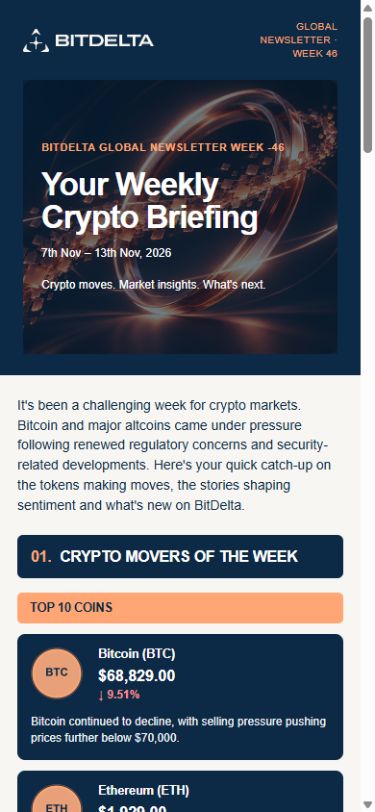 BITDELTA
GLOBAL
NEWSLETTER ·
WEEK 46
BITDELTA GLOBAL NEWSLETTER WEEK -46
Your Weekly
Crypto Briefing
7th Nov – 13th Nov, 2026
Crypto moves. Market insights. What's next.
It's been a challenging week for crypto markets.
Bitcoin and major altcoins came under pressure
following renewed regulatory concerns and security-
related developments. Here's your quick catch-up on
the tokens making moves, the stories shaping
sentiment and what's new on BitDelta.
01. CRYPTO MOVERS OF THE WEEK
TOP 10 COINS
BTC
Bitcoin (BTC)
$68,829.00
↓ 9.51%
Bitcoin continued to decline, with selling pressure pushing
prices further below $70,000.
ETH
Ethereum (ETH)
$1,929.00